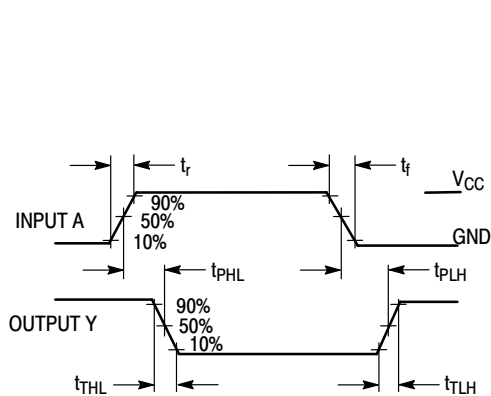 tr
tf
VCC
90%
INPUT A
50%
GND
10%
tPHL
tPLH
90%
OUTPUT Y
50%
10%
tTHL
tTLH